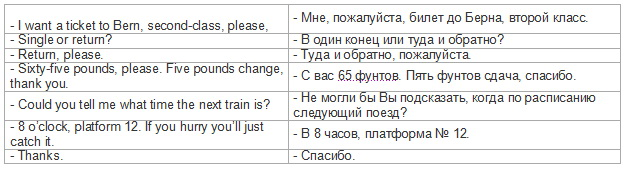 - I want a ticket to Bern, second-class, please,
- Мне, пожалуйста, билет до Берна, второй класс.
- Single or return?
- В один конец или туда и обратно?
- Return, please.
- Туда и обратно, пожалуйста.
- Sixty-five pounds, please. Five pounds change,
thank you.
- С вас 65 фунтов. Пять фунтов сдача, спасибо.
- Could you tell me what time the next train is?
- Не могли бы Вы подсказать, когда по расписанию
следующий поезд?
- 8 o’clock, platform 12. If you hurry you’ll just
catch it.
- В 8 часов, платформа № 12.
- Thanks.
- Спасибо.